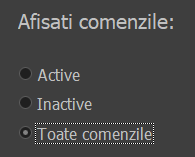 Afisati comenzile:
Active
Inactive
Toate comenzile